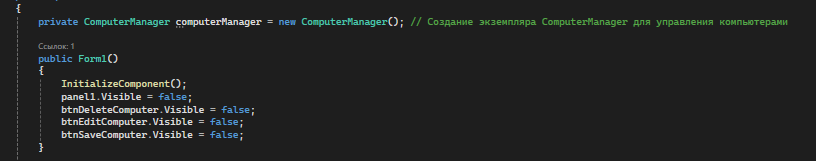 {
private ComputerManager computerManager = new ComputerManager(); // Создание экземпляра ComputerManager для управления компьютерами
Ссылок: 1
public Form1()
{
InitializeComponent();
panel1.Visible = false;
btnDeleteComputer.Visible = false;
btnEditComputer.Visible = false;
btnSaveComputer.Visible = false;
}